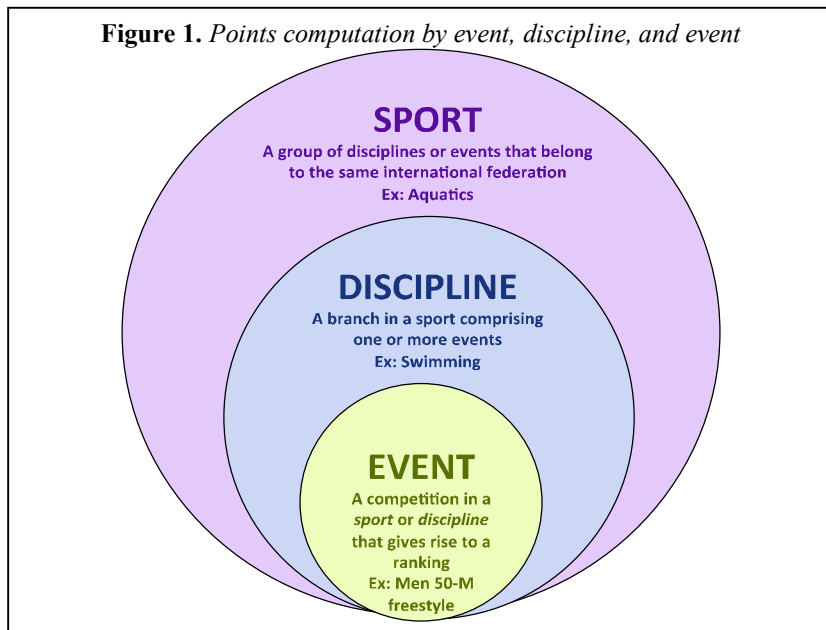 Figure 1. Points computation by event, discipline, and event
SPORT
A group of disciplines or events that belong
to the same international federation
Ex: Aquatics
DISCIPLINE
A branch in a sport comprising
one or more events
Ex: Swimming
EVENT
A competition in a
sport or discipline
that gives rise to a
ranking
Ex: Men 50-M
freestyle